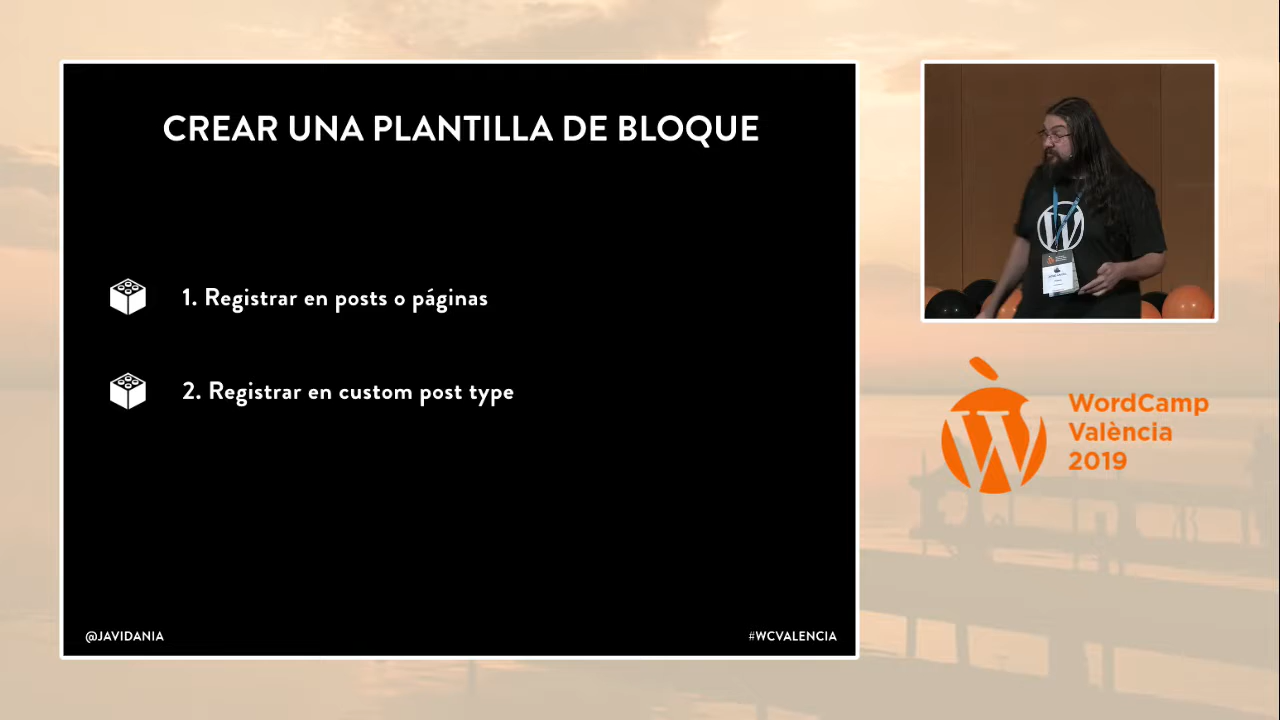 CREAR UNA PLANTILLA DE BLOQUE
1. Registrar en posts o páginas
2. Registrar en custom post type
@JAVIDANIA
#WCVALENCIA
WordCamp
València
2019